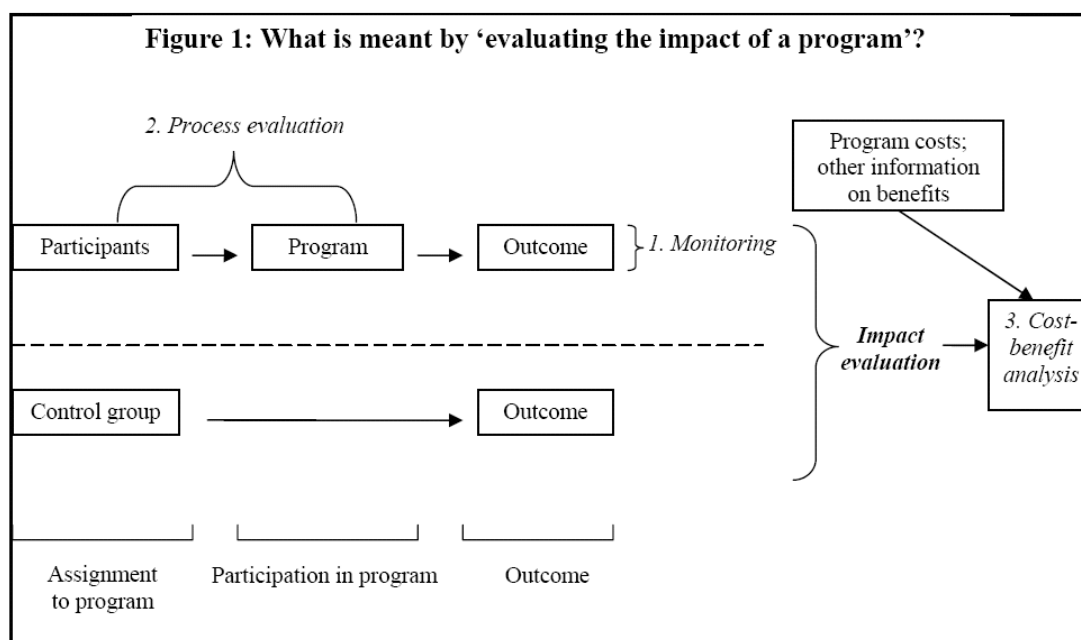 Figure 1: What is meant by ‘evaluating the impact of a program’?
2. Process evaluation
Program costs;
other information
on benefits
Participants
Program
Outcome
1. Monitoring
Impact
evaluation
3. Cost-
benefit
analysis
Control group
Outcome
Assignment
to program
Participation in program
Outcome